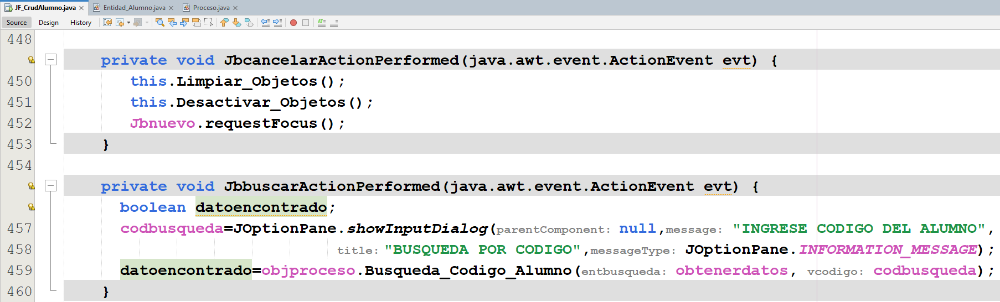 JF_CrudAlumno.java × Entidad_Alumno.java × Proceso.java ×
Source Design History
448
private void JbcancelarActionPerformed(java.awt.event.ActionEvent evt) {
450 this.Limpiar_Objetos();
451 this.Desactivar_Objetos();
452 Jbnuevo.requestFocus();
453 }
454
private void JbbuscarActionPerformed(java.awt.event.ActionEvent evt) {
boolean datoencontrado;
457 codbusqueda=JOptionPane.showInputDialog(parentComponent: null,message: "INGRESE CODIGO DEL ALUMNO",
458 title: "BUSQUEDA POR CODIGO",messageType: JOptionPane.INFORMATION_MESSAGE);
459 datoencontrado=objproceso.Busqueda_Codigo_Alumno(entbusqueda: obtenerdatos, vcodigo: codbusqueda);
460 }